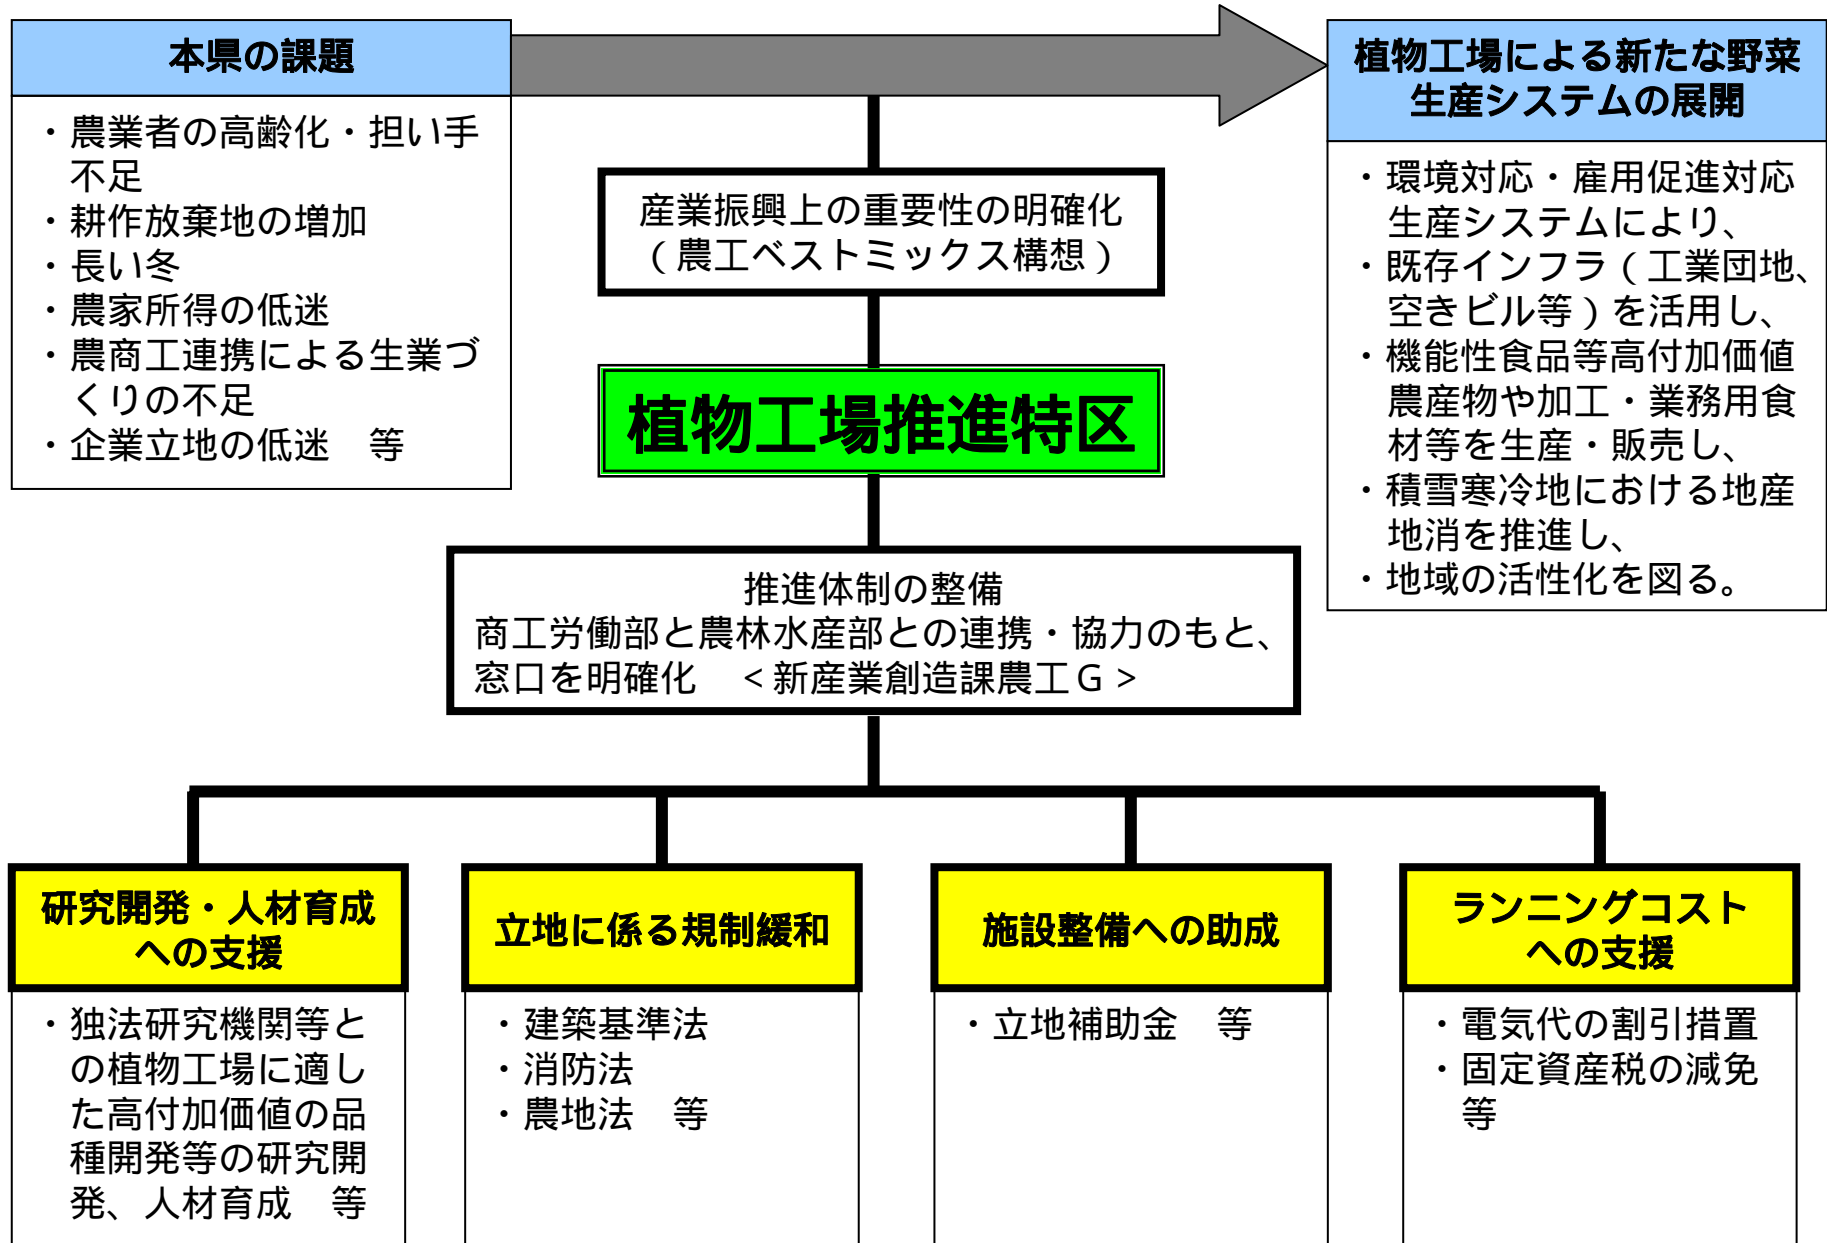 本県の課題
・農業者の高齢化・担い手
不足
・耕作放棄地の増加
・長い冬
・農家所得の低迷
・農商工連携による生業づ
くりの不足
・企業立地の低迷　等
産業振興上の重要性の明確化
（農工ベストミックス構想）
植物工場推進特区
推進体制の整備
商工労働部と農林水産部との連携・協力のもと、
窓口を明確化　＜新産業創造課農工Ｇ＞
植物工場による新たな野菜
生産システムの展開
・環境対応・雇用促進対応
生産システムにより、
・既存インフラ（工業団地、
空きビル等）を活用し、
・機能性食品等高付加価値
農産物や加工・業務用食
材等を生産・販売し、
・積雪寒冷地における地産
地消を推進し、
・地域の活性化を図る。
研究開発・人材育成
への支援
・独法研究機関等と
の植物工場に適し
た高付加価値の品
種開発等の研究開
発、人材育成　等
立地に係る規制緩和
・建築基準法
・消防法
・農地法　等
施設整備への助成
・立地補助金　等
ランニングコスト
への支援
・電気代の割引措置
・固定資産税の減免
等